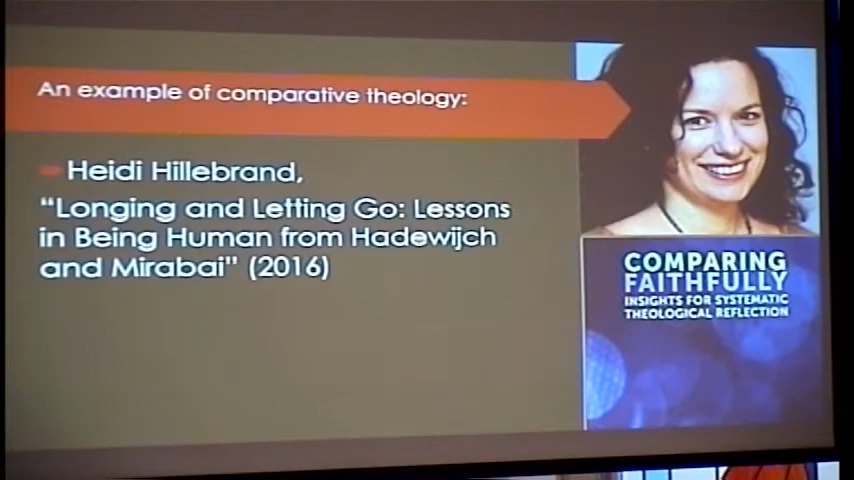 An example of comparative theology:
Heidi Hillebrand,
“Longing and Letting Go: Lessons
in Being Human from Hadewijch
and Mirabai” (2016)
COMPARING
FAITHFULLY
INSIGHTS FOR SYSTEMATIC
THEOLOGICAL REFLECTION